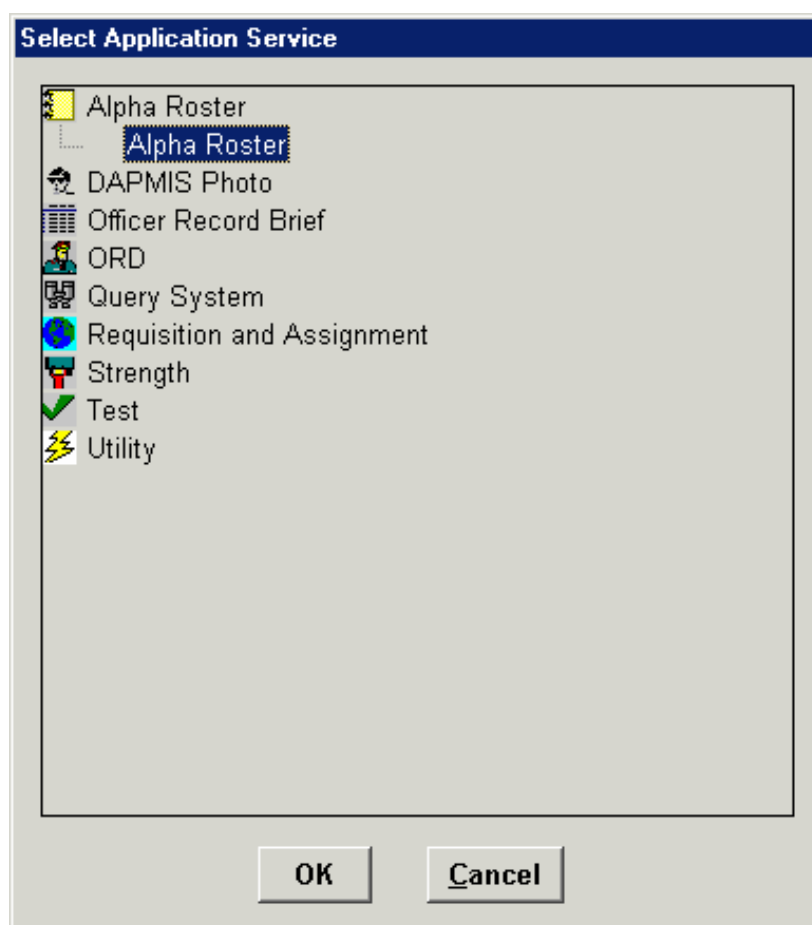 Select Application Service
Alpha Roster
Alpha Roster
DAPMIS Photo
Officer Record Brief
ORD
Query System
Requisition and Assignment
Strength
Test
Utility
OK
Cancel